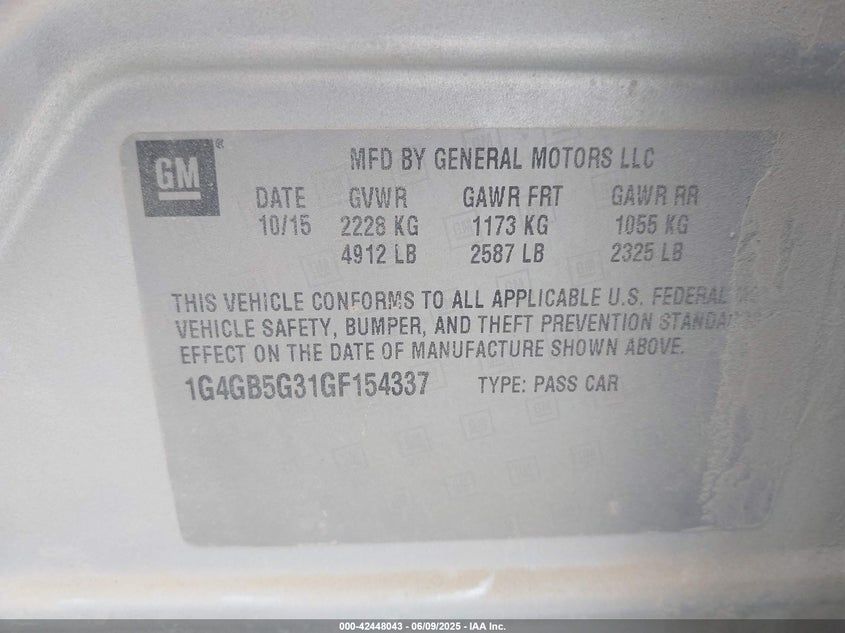 GM ®
MFD BY GENERAL MOTORS LLC
DATE GVWR GAWR FRT GAWR RR
10/15 2228 KG 1173 KG 1055 KG
4912 LB 2587 LB 2325 LB
THIS VEHICLE CONFORMS TO ALL APPLICABLE U.S. FEDERAL
VEHICLE SAFETY, BUMPER, AND THEFT PREVENTION
EFFECT ON THE DATE OF MANUFACTURE SHOWN ABOVE.
1G4GB5G31GF154337 TYPE: PASS CAR
000-42448043 - 06/09/2025 - IAA Inc.